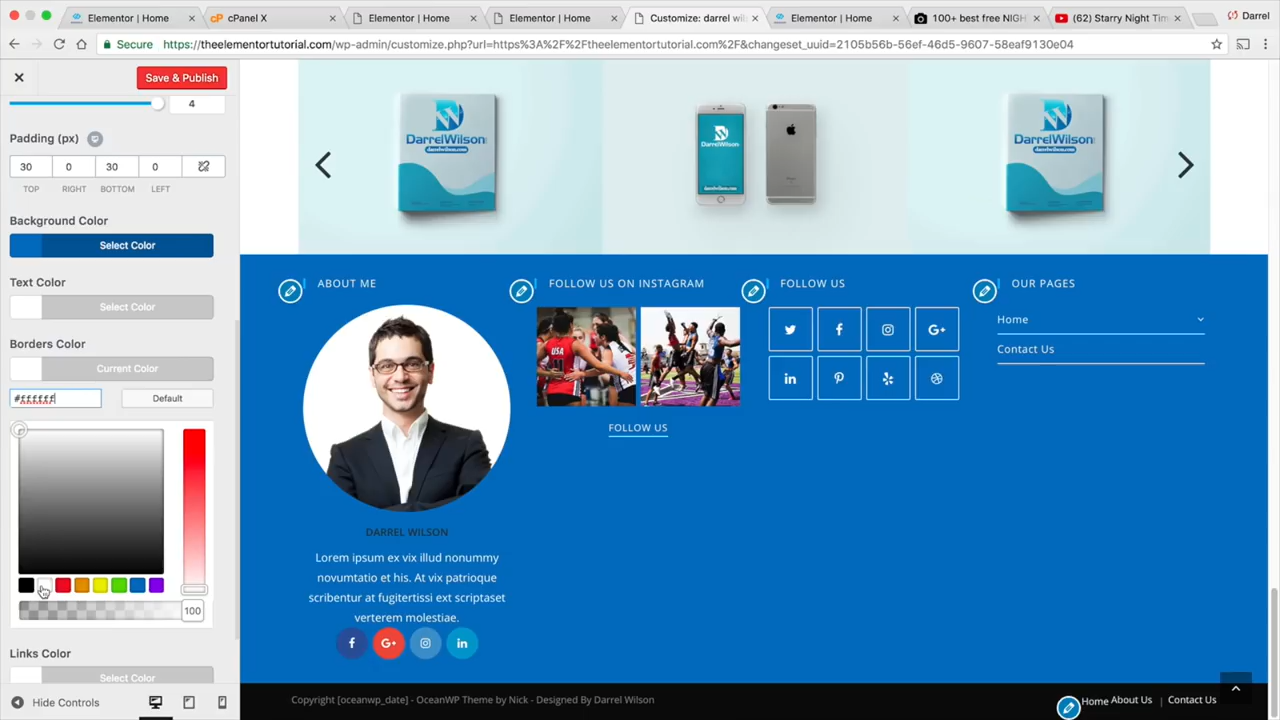 Elementor | Home
cPanel X
Elementor | Home
Elementor | Home
Customize: darrel wil
Elementor | Home
100+ best free NIGH
(62) Starry Night Tim
Darrel
Secure
https://theelementortutorial.com/wp-admin/customize.php?url=https%3A%2F%2Ftheelementortutorial.com%2F&changeset_uuid=2105b56b-56ef-46d5-9607-58eaf9130e04
Save & Publish
4
Padding (px)
30 0 30 0
TOP RIGHT BOTTOM LEFT
Background Color
Select Color
Text Color
Select Color
Borders Color
Current Color
#ffffff
Default
100
Links Color
Select Color
Hide Controls
DarrelWilson
DarrelWilson
DarrelWilson
ABOUT ME
DARREL WILSON
Lorem ipsum ex vix illud nonummy
novumtatio et his. At vix patrioque
scribentur at fugitertissi ext scriptaset
verterem molestiae.
FOLLOW US ON INSTAGRAM
USA
FOLLOW US
FOLLOW US
OUR PAGES
Home
Contact Us
Copyright [oceanwp_date] - OceanWP Theme by Nick - Designed By Darrel Wilson
Home About Us | Contact Us